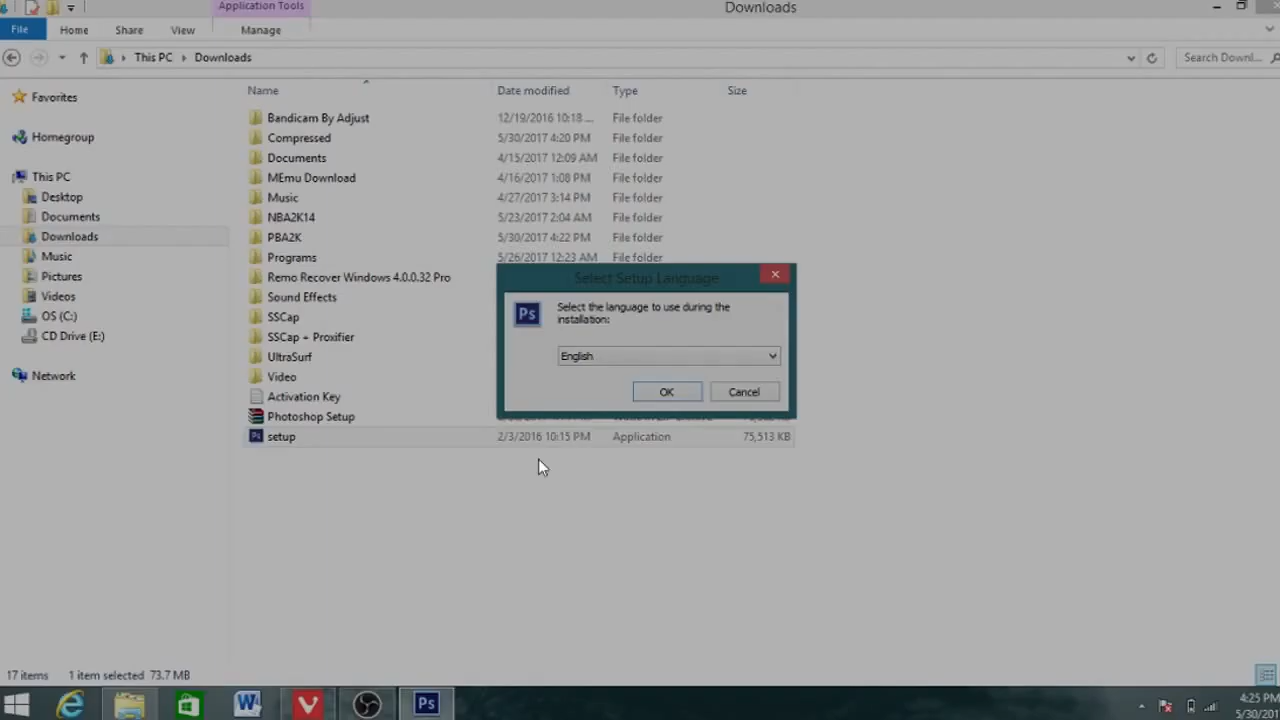 Application Tools
Downloads
File
Home
Share
View
Manage
This PC
Downloads
Search Downl...
Name
Date modified
Type
Size
Favorites
Homegroup
This PC
Desktop
Documents
Downloads
Music
Pictures
Videos
OS (C:)
CD Drive (E:)
Network
Bandicam By Adjust 12/19/2016 10:18 ... File folder
Compressed 5/30/2017 4:20 PM File folder
Documents 4/15/2017 12:09 AM File folder
MEmu Download 4/16/2017 1:08 PM File folder
Music 4/27/2017 3:14 PM File folder
NBA2K14 5/23/2017 2:04 AM File folder
PBA2K 5/30/2017 4:22 PM File folder
Programs 5/26/2017 12:23 AM File folder
Remo Recover Windows 4.0.0.32 Pro
Sound Effects
SSCap
SSCap + Proxifier
UltraSurf
Video
Activation Key
Photoshop Setup
setup 2/3/2016 10:15 PM Application 75,513 KB
Select Setup Language
Ps
Select the language to use during the
installation:
English
OK
Cancel
17 items 1 item selected 73.7 MB
Ps
4:25 PM